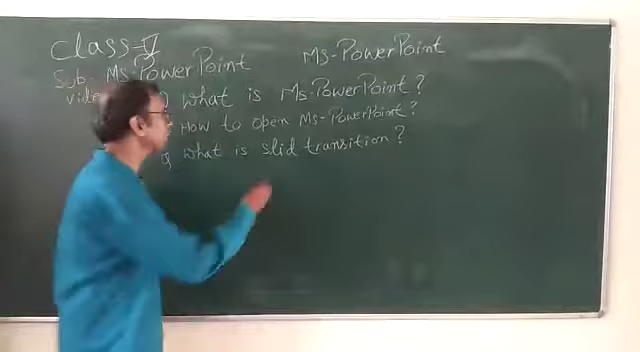 Class-V
MS-PowerPoint
Sub- Ms-PowerPoint
what is Ms-PowerPoint?
How to open Ms-PowerPoint?
what is slid transition?